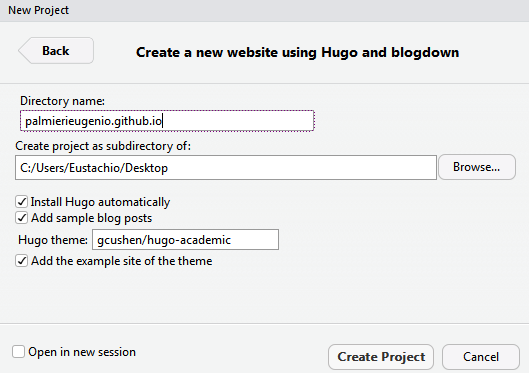 New Project
Back
Create a new website using Hugo and blogdown
Directory name:
palmierieugenio.github.io
Create project as subdirectory of:
C:/Users/Eustachio/Desktop
Browse...
Install Hugo automatically
Add sample blog posts
Hugo theme: gcushen/hugo-academic
Add the example site of the theme
Open in new session
Create Project
Cancel